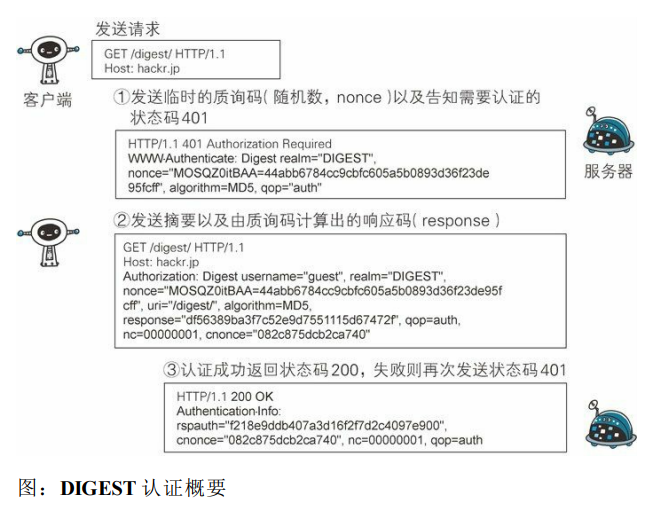 发送请求
GET /digest/ HTTP/1.1
Host: hackr.jp
客户端
①发送临时的质询码(随机数，nonce)以及告知需要认证的
状态码401
HTTP/1.1 401 Authorization Required
WWW-Authenticate: Digest realm="DIGEST",
nonce="MOSQZ0itBAA=44abb6784cc9cbfc605a5b0893d36f23de
95fcff", algorithm=MD5, qop="auth"
服务器
②发送摘要以及由质询码计算出的响应码(response)
GET /digest/ HTTP/1.1
Host: hackr.jp
Authorization: Digest username="guest", realm="DIGEST",
nonce="MOSQZ0itBAA=44abb6784cc9cbfc605a5b0893d36f23de95f
cff", uri="/digest/", algorithm=MD5,
response="df56389ba3f7c52e9d7551115d67472f", qop=auth,
nc=00000001, cnonce="082c875dcb2ca740"
③认证成功返回状态码200，失败则再次发送状态码401
HTTP/1.1 200 OK
Authentication-Info:
rspauth="f218e9ddb407a3d16f2f7d2c4097e900",
cnonce="082c875dcb2ca740", nc=00000001, qop=auth
图：DIGEST 认证概要